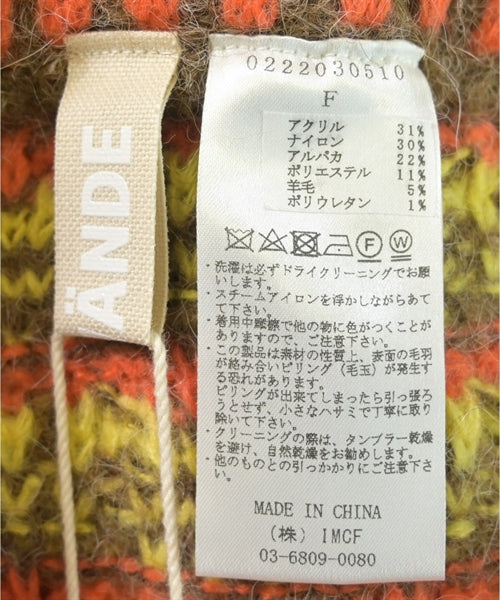 ÄNDE
0222030510
F
アクリル 31%
ナイロン 30%
アルパカ 22%
ポリエステル 11%
羊毛 5%
ポリウレタン 1%
F W
・洗濯は必ずドライクリーニングでお願
いします。
・スチームアイロンを浮かしながらあて
て下さい。
・着用中摩擦で他の物に色がつくことが
ありますので、ご注意下さい。
・この製品は素材の性質上、表面の毛羽
が絡み合いピリング（毛玉）が発生す
る恐れがあります。
ピリングが出来てしまったら引っ張ろ
うとせず、小さなハサミで丁寧に取り
除いて下さい。
・クリーニングの際は、タンブラー乾燥
を避け、自然乾燥をお勧めします。
・他のものとの引っかかりにご注意下さ
い。
MADE IN CHINA
（株）IMCF
03-6809-0080